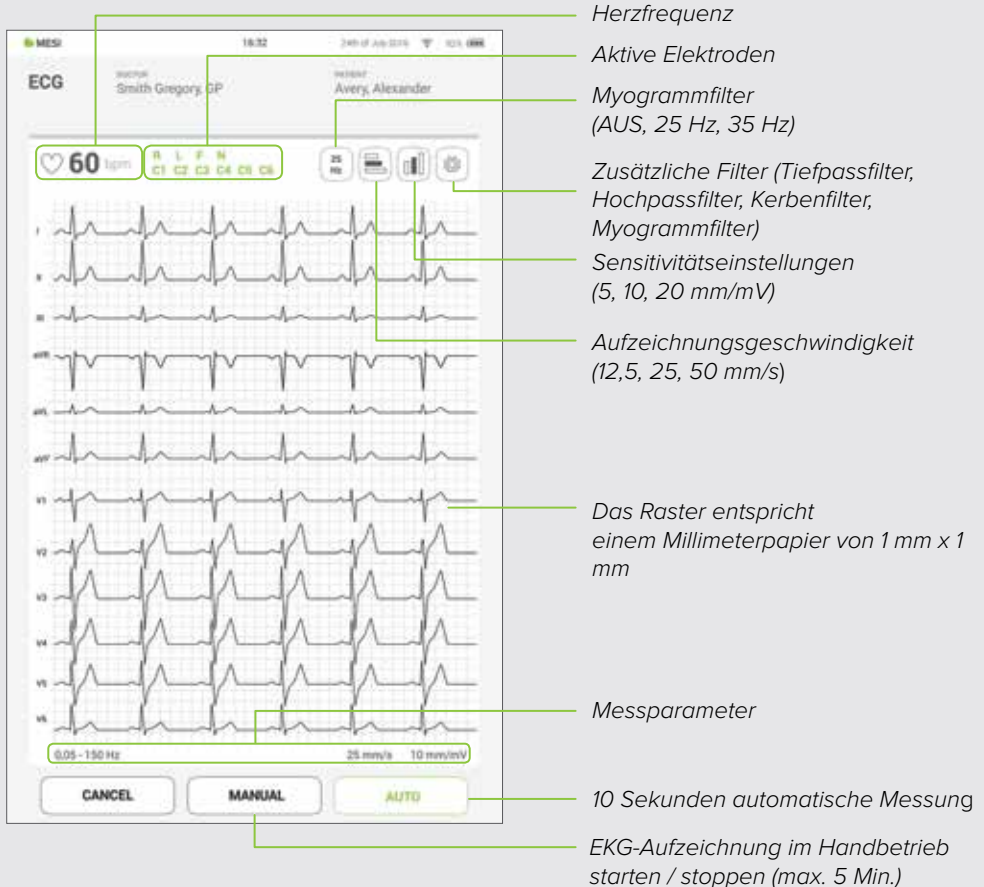 Herzfrequenz
MESI 16:32 24th of July 2016 92%
Aktive Elektroden
ECG DOCTOR PATIENT
Smith Gregory, GP Avery, Alexander
Myogrammfilter
(AUS, 25 Hz, 35 Hz)
60 bpm
R L F N
C1 C2 C3 C4 C5 C6
25
Hz
Zusätzliche Filter (Tiefpassfilter,
Hochpassfilter, Kerbenfilter,
Myogrammfilter)
Sensitivitätseinstellungen
(5, 10, 20 mm/mV)
Aufzeichnungsgeschwindigkeit
(12,5, 25, 50 mm/s)
I
II
III
aVR
aVL
aVF
V1
V2
V3
V4
V5
V6
Das Raster entspricht
einem Millimeterpapier von 1 mm x 1
mm
Messparameter
0,05 - 150 Hz 25 mm/s 10 mm/mV
CANCEL MANUAL AUTO
10 Sekunden automatische Messung
EKG-Aufzeichnung im Handbetrieb
starten / stoppen (max. 5 Min.)